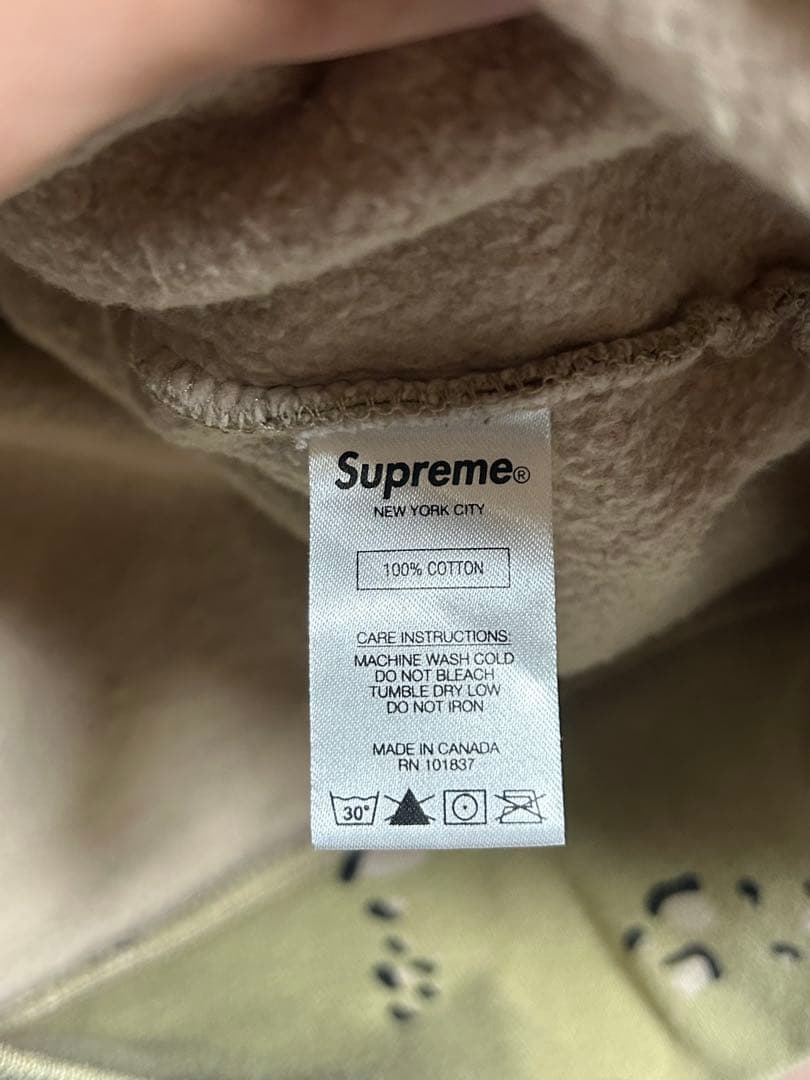 Supreme®
NEW YORK CITY
100% COTTON
CARE INSTRUCTIONS:
MACHINE WASH COLD
DO NOT BLEACH
TUMBLE DRY LOW
DO NOT IRON
MADE IN CANADA
RN 101837
30°